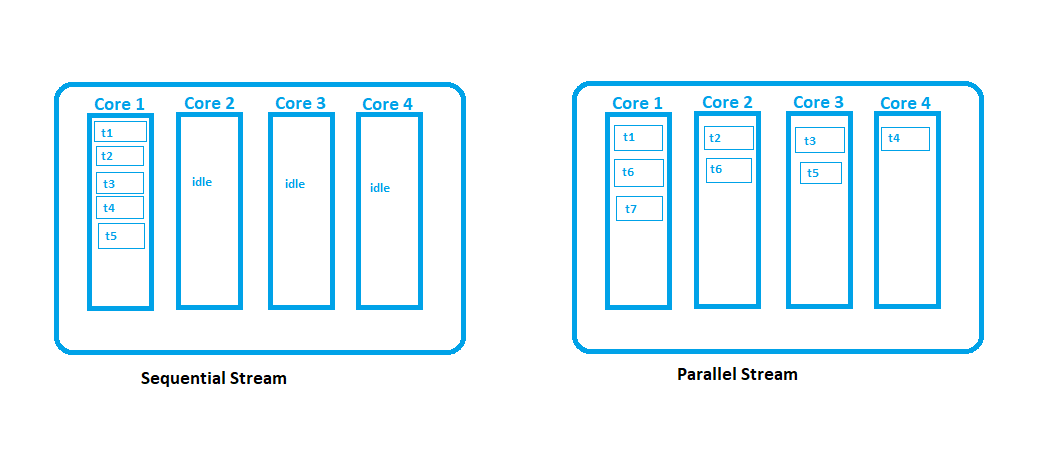 Core 1
Core 2
Core 3
Core 4
t1
t2
t3
t4
t5
idle
idle
idle
Sequential Stream
Core 1
Core 2
Core 3
Core 4
t1
t6
t7
t2
t6
t3
t5
t4
Parallel Stream